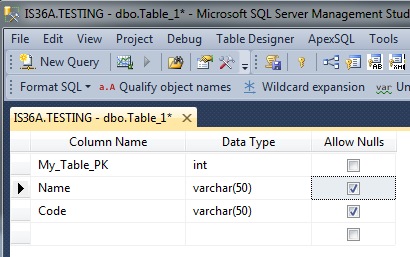 IS36A.TESTING - dbo.Table_1* - Microsoft SQL Server Management Stud
File Edit View Project Debug Table Designer ApexSQL Tools
New Query
Format SQL a.A Qualify object names * Wildcard expansion var Un
IS36A.TESTING - dbo.Table_1*
Column Name Data Type Allow Nulls
My_Table_PK int
Name varchar(50)
Code varchar(50)